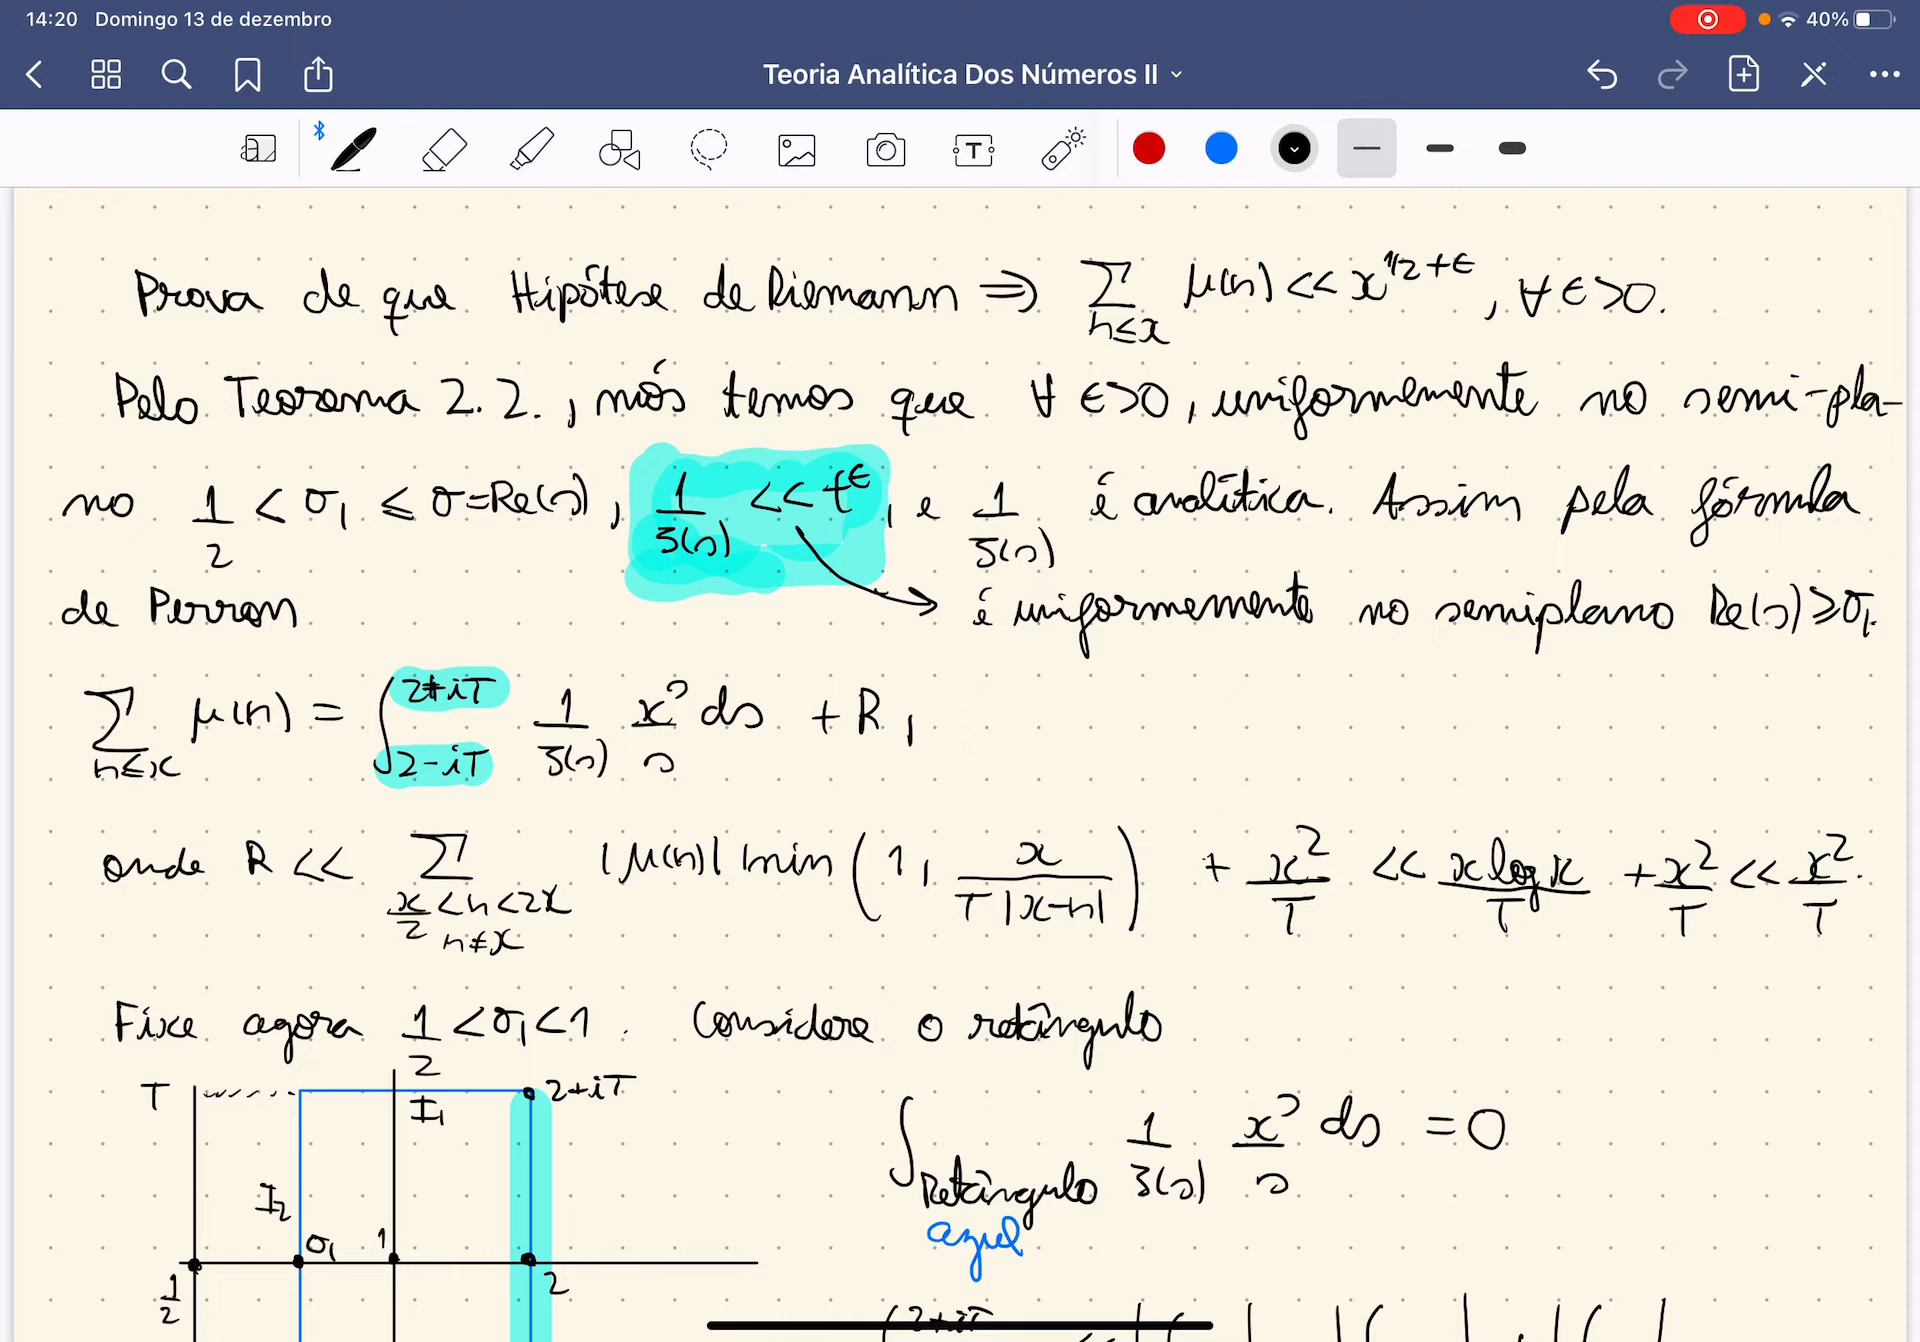 14:20 Domingo 13 de dezembro 40%
Teoria Analítica Dos Números II
Prova de que Hipótese de Riemann ⇒ ∑_{n≤x} μ(n) << x^{1/2+ϵ}, ∀ϵ>0.
Pelo Teorema 2.2., nós temos que ∀ϵ>0, uniformemente no semi-pla-
no 1/2 < σ₁ ≤ σ=Re(s), 1/ζ(s) << t^ϵ, e 1/ζ(s) é analítica. Assim pela fórmula
de Perron é uniformemente no semiplano Re(s)≥σ₁.
∑_{n≤x} μ(n) = ∫_{2-iT}^{2+iT} 1/ζ(s) x^s/s ds + R,
onde R << ∑_{x/2<n<2x, n≠x} |μ(n)| min(1, x/(T|x-n|)) + x²/T << x log x/T + x²/T << x²/T.
Fixe agora 1/2 < σ₁ < 1. Considere o retângulo
T I₁ 2+iT
∫_{Retângulo azul} 1/ζ(s) x^s/s ds = 0
I₂
σ₁ 1
1/2 2
2+iT